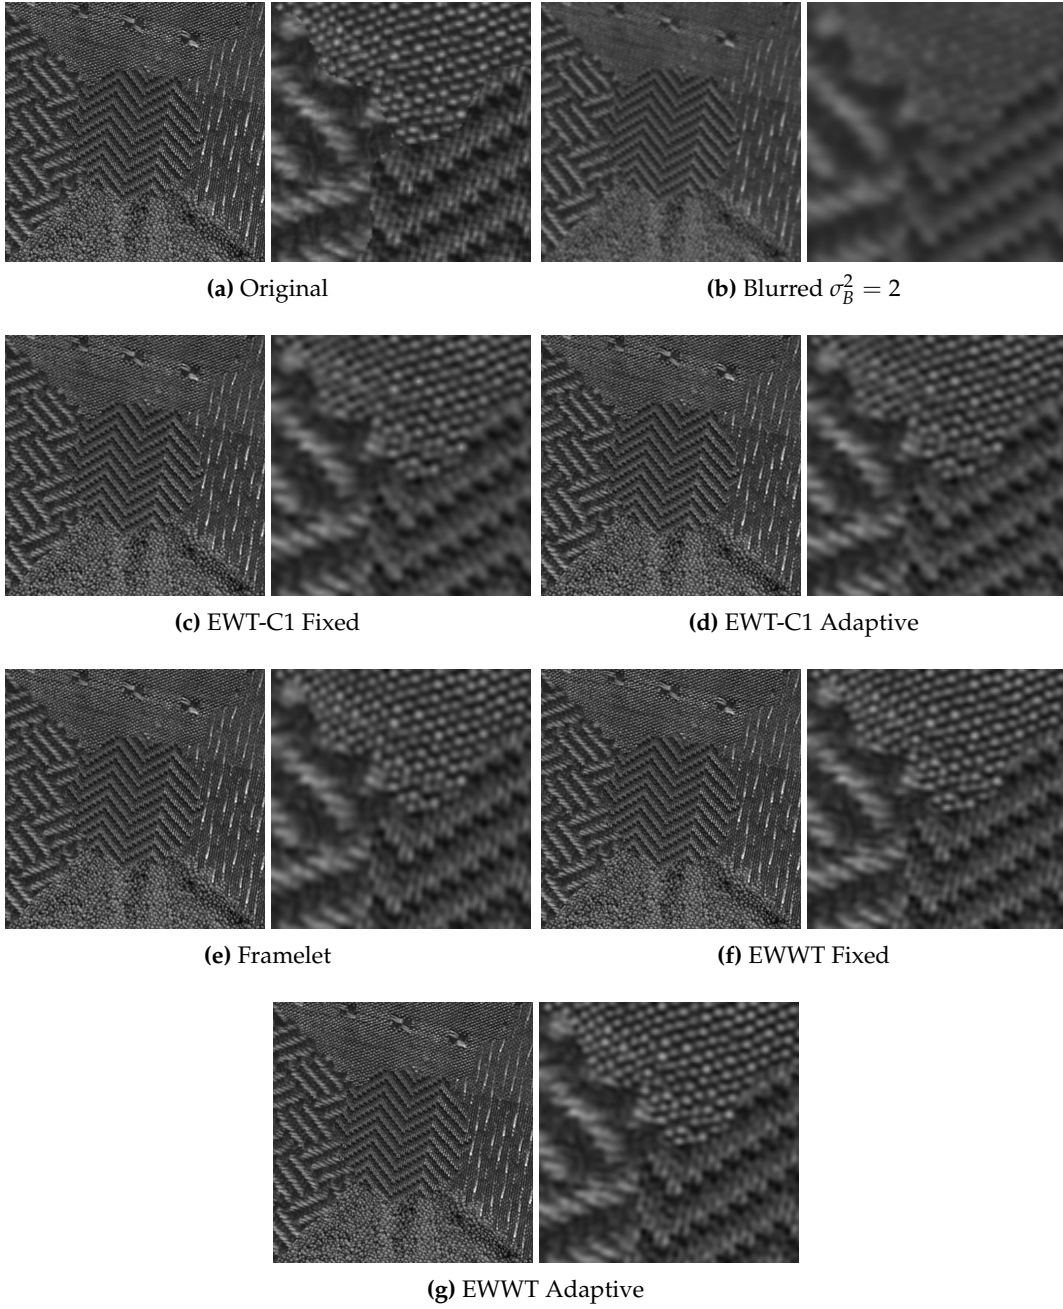 (a) Original
(b) Blurred σ_B^2 = 2
(c) EWT-C1 Fixed
(d) EWT-C1 Adaptive
(e) Framelet
(f) EWWT Fixed
(g) EWWT Adaptive